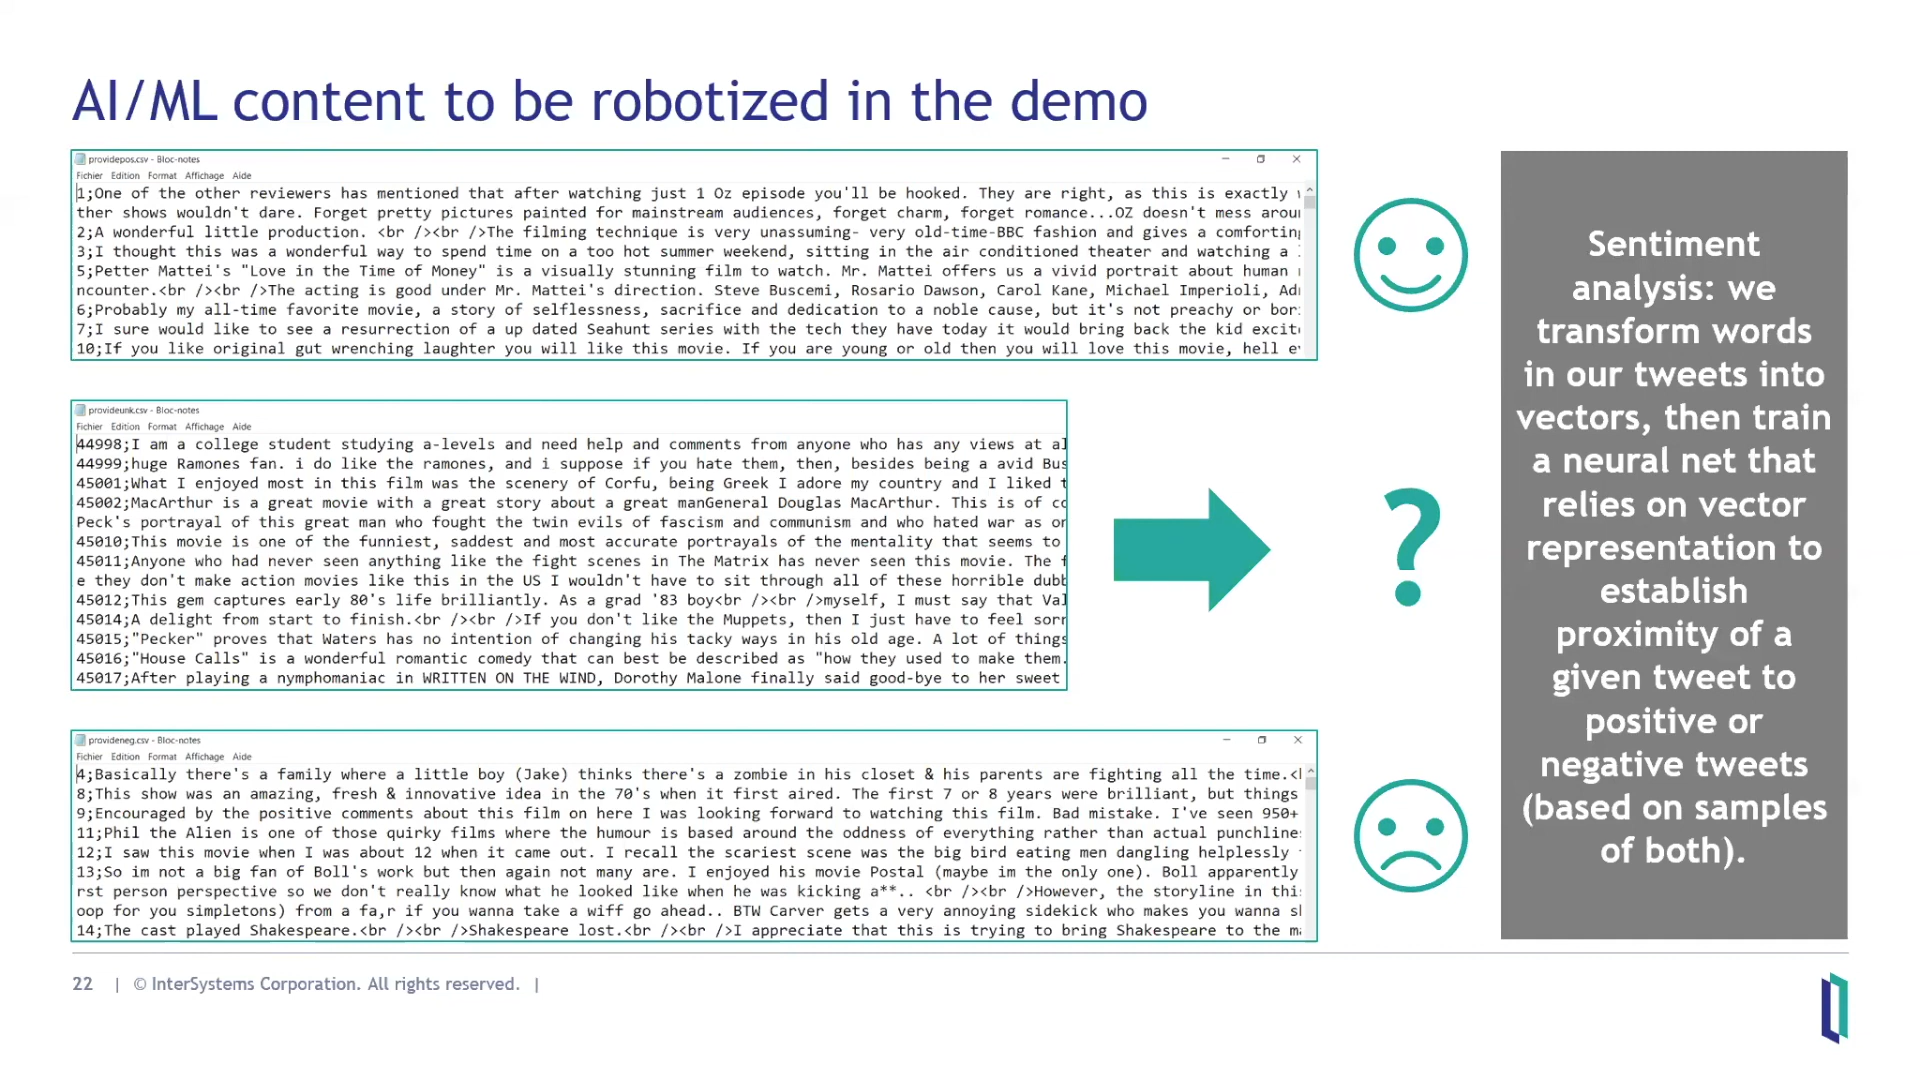 AI/ML content to be robotized in the demo
providepos.csv - Bloc-notes
Fichier Edition Format Affichage Aide
1;One of the other reviewers has mentioned that after watching just 1 Oz episode you'll be hooked. They are right, as this is exactly
ther shows wouldn't dare. Forget pretty pictures painted for mainstream audiences, forget charm, forget romance...OZ doesn't mess
2;A wonderful little production. <br /><br />The filming technique is very unassuming- very old-time-BBC fashion and gives a
3;I thought this was a wonderful way to spend time on a too hot summer weekend, sitting in the air conditioned theater and watching a
5;Petter Mattei's "Love in the Time of Money" is a visually stunning film to watch. Mr. Mattei offers us a vivid portrait about human
ncounter.<br /><br />The acting is good under Mr. Mattei's direction. Steve Buscemi, Rosario Dawson, Carol Kane, Michael Imperioli,
6;Probably my all-time favorite movie, a story of selflessness, sacrifice and dedication to a noble cause, but it's not preachy or
7;I sure would like to see a resurrection of a up dated Seahunt series with the tech they have today it would bring back the kid
10;If you like original gut wrenching laughter you will like this movie. If you are young or old then you will love this movie, hell
provideunk.csv - Bloc-notes
Fichier Edition Format Affichage Aide
44998;I am a college student studying a-levels and need help and comments from anyone who has any views at
44999;huge Ramones fan. i do like the ramones, and i suppose if you hate them, then, besides being a avid
45001;What I enjoyed most in this film was the scenery of Corfu, being Greek I adore my country and I liked
45002;MacArthur is a great movie with a great story about a great manGeneral Douglas MacArthur. This is of
Peck's portrayal of this great man who fought the twin evils of fascism and communism and who hated war as
45010;This movie is one of the funniest, saddest and most accurate portrayals of the mentality that seems to
45011;Anyone who had never seen anything like the fight scenes in The Matrix has never seen this movie. The
e they don't make action movies like this in the US I wouldn't have to sit through all of these horrible
45012;This gem captures early 80's life brilliantly. As a grad '83 boy<br /><br />myself, I must say that
45014;A delight from start to finish.<br /><br />If you don't like the Muppets, then I just have to feel
45015;"Pecker" proves that Waters has no intention of changing his tacky ways in his old age. A lot of things
45016;"House Calls" is a wonderful romantic comedy that can best be described as "how they used to make them.
45017;After playing a nymphomaniac in WRITTEN ON THE WIND, Dorothy Malone finally said good-bye to her sweet
?
provideneg.csv - Bloc-notes
Fichier Edition Format Affichage Aide
4;Basically there's a family where a little boy (Jake) thinks there's a zombie in his closet & his parents are fighting all the time.<
8;This show was an amazing, fresh & innovative idea in the 70's when it first aired. The first 7 or 8 years were brilliant, but things
9;Encouraged by the positive comments about this film on here I was looking forward to watching this film. Bad mistake. I've seen 950+
11;Phil the Alien is one of those quirky films where the humour is based around the oddness of everything rather than actual
12;I saw this movie when I was about 12 when it came out. I recall the scariest scene was the big bird eating men dangling helplessly
13;So im not a big fan of Boll's work but then again not many are. I enjoyed his movie Postal (maybe im the only one). Boll apparently
rst person perspective so we don't really know what he looked like when he was kicking a**.. <br /><br />However, the storyline in
oop for you simpletons) from a fa,r if you wanna take a wiff go ahead.. BTW Carver gets a very annoying sidekick who makes you wanna
14;The cast played Shakespeare.<br /><br />Shakespeare lost.<br /><br />I appreciate that this is trying to bring Shakespeare to the
Sentiment
analysis: we
transform words
in our tweets into
vectors, then train
a neural net that
relies on vector
representation to
establish
proximity of a
given tweet to
positive or
negative tweets
(based on samples
of both).
22 | © InterSystems Corporation. All rights reserved. |